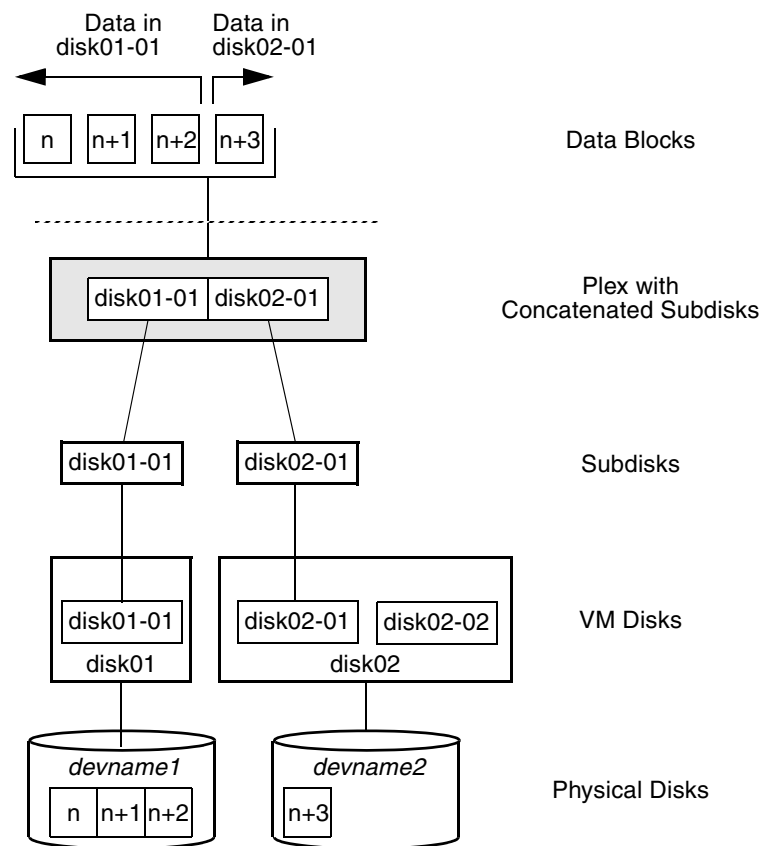 Data in
disk01-01
Data in
disk02-01
n
n+1
n+2
n+3
Data Blocks
disk01-01
disk02-01
Plex with
Concatenated Subdisks
disk01-01
disk02-01
Subdisks
disk01-01
disk02-01
disk02-02
VM Disks
disk01
disk02
devname1
devname2
n
n+1
n+2
n+3
Physical Disks